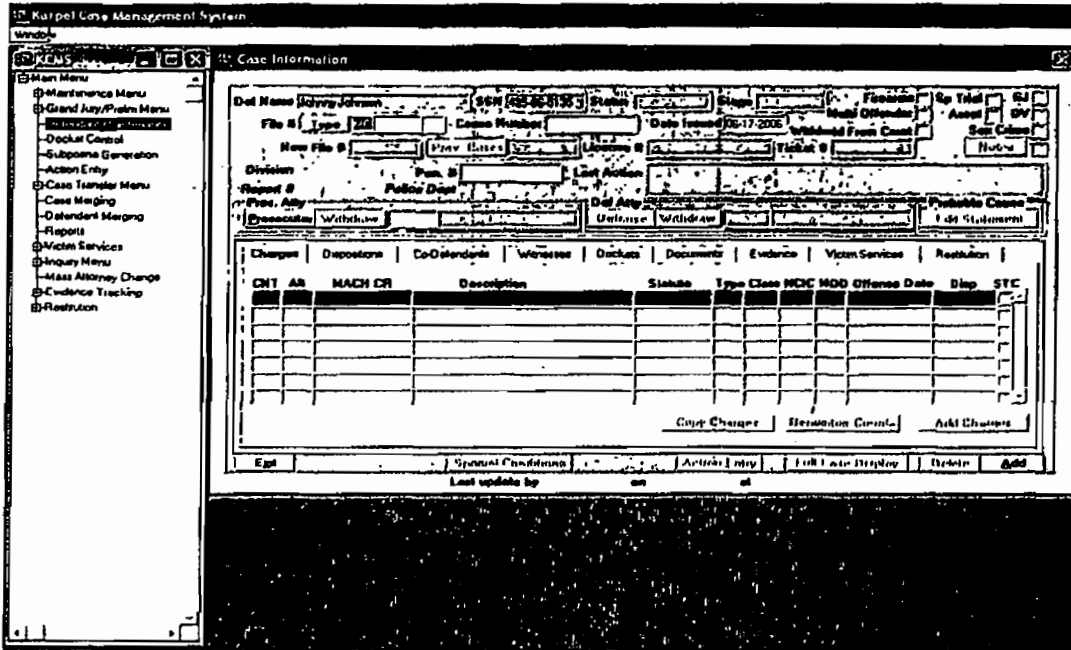 Karpel Case Management System
Window
KEMS
Case Information
Main Menu
Maintenance Menu
Grand Jury/Prelim Menu
Docket Control
Subpoena Generation
Action Entry
Case Transfer Menu
Case Merging
Defendant Merging
Reports
Victim Services
Inquiry Menu
Mass Attorney Change
Evidence Tracking
Restitution
Def Name Johnny Johnson SSN Status Stage Firearm Sp Trial GJ
Multi Offender Asset DV
File # Type Cause Number Date Issued 06-17-2005 Withheld From Court Sex Crime
New File # Prev. Cases License # Ticket # Notes
Division Pen. # Last Action
Report # Police Dept
Pros. Atty Def Atty Probable Cause
Prosecutor Withdraw Withdraw Edit Statement
Charges Dispositions Co-Defendants Witnesses Dockets Documents Evidence Victim Services Restitution
CNT AR MACH CR Description Statute Type Class NCIC MOD Offense Date Disp STC
Copy Charges Renumber Counts Add Charges
Exit Special Conditions Action Entry Full Case Display Delete Add
Last update by on at